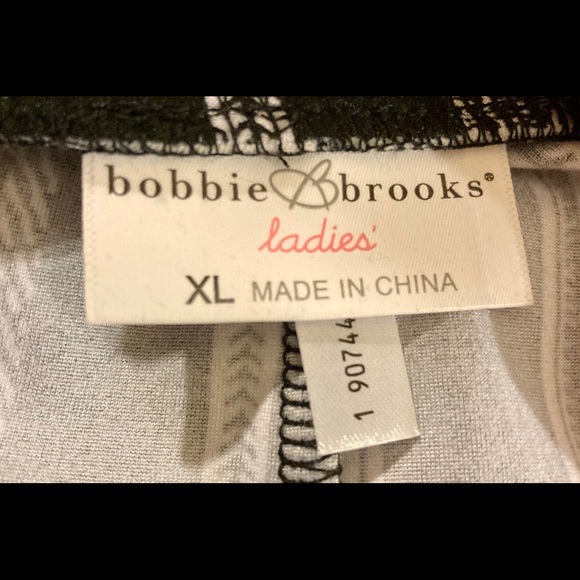 bobbie B brooks®
ladies'
XL MADE IN CHINA
1 90744